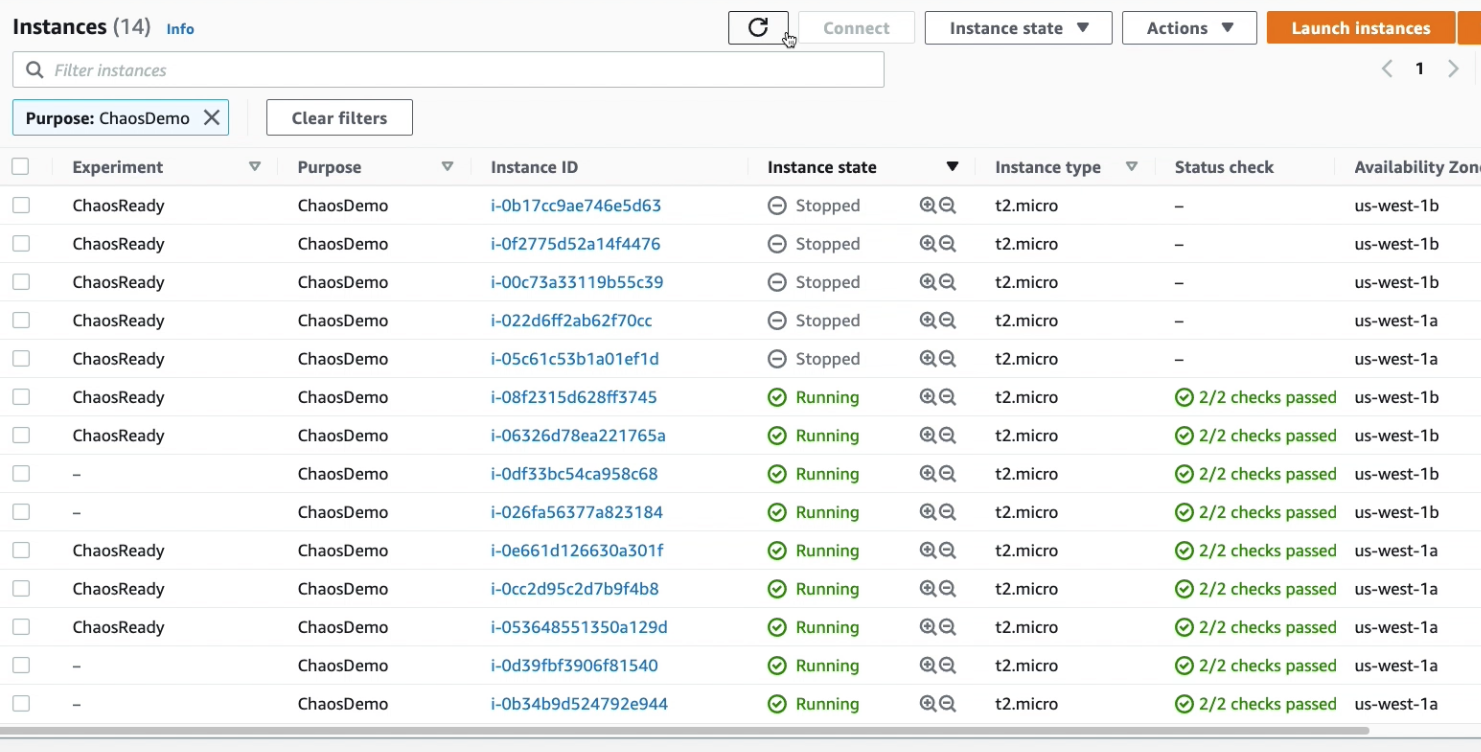 Instances (14) Info Connect Instance state Actions Launch instances
Filter instances 1
Purpose: ChaosDemo Clear filters
Experiment Purpose Instance ID Instance state Instance type Status check Availability Zone
ChaosReady ChaosDemo i-0b17cc9ae746e5d63 Stopped t2.micro – us-west-1b
ChaosReady ChaosDemo i-0f2775d52a14f4476 Stopped t2.micro – us-west-1b
ChaosReady ChaosDemo i-00c73a33119b55c39 Stopped t2.micro – us-west-1b
ChaosReady ChaosDemo i-022d6ff2ab62f70cc Stopped t2.micro – us-west-1a
ChaosReady ChaosDemo i-05c61c53b1a01ef1d Stopped t2.micro – us-west-1a
ChaosReady ChaosDemo i-08f2315d628ff3745 Running t2.micro 2/2 checks passed us-west-1b
ChaosReady ChaosDemo i-06326d78ea221765a Running t2.micro 2/2 checks passed us-west-1b
– ChaosDemo i-0df33bc54ca958c68 Running t2.micro 2/2 checks passed us-west-1b
– ChaosDemo i-026fa56377a823184 Running t2.micro 2/2 checks passed us-west-1b
ChaosReady ChaosDemo i-0e661d126630a301f Running t2.micro 2/2 checks passed us-west-1a
ChaosReady ChaosDemo i-0cc2d95c2d7b9f4b8 Running t2.micro 2/2 checks passed us-west-1a
ChaosReady ChaosDemo i-053648551350a129d Running t2.micro 2/2 checks passed us-west-1a
– ChaosDemo i-0d39fbf3906f81540 Running t2.micro 2/2 checks passed us-west-1a
– ChaosDemo i-0b34b9d524792e944 Running t2.micro 2/2 checks passed us-west-1a